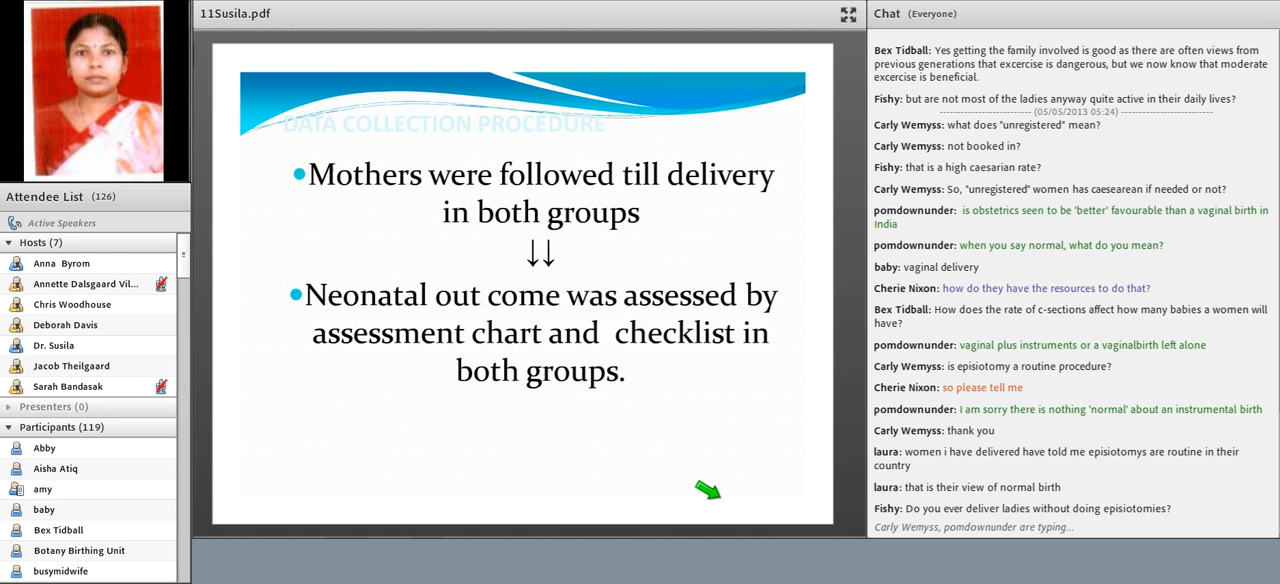 11Susila.pdf
Attendee List (126)
Active Speakers
Hosts (7)
Anna Byrom
Annette Dalsgaard Vil...
Chris Woodhouse
Deborah Davis
Dr. Susila
Jacob Theilgaard
Sarah Bandasak
Presenters (0)
Participants (119)
Abby
Aisha Atiq
amy
baby
Bex Tidball
Botany Birthing Unit
busymidwife
DATA COLLECTION PROCEDURE
•Mothers were followed till delivery
in both groups
↓↓
•Neonatal out come was assessed by
assessment chart and checklist in
both groups.
Chat (Everyone)
Bex Tidball: Yes getting the family involved is good as there are often views from
previous generations that excercise is dangerous, but we now know that moderate
excercise is beneficial.
Fishy: but are not most of the ladies anyway quite active in their daily lives?
------------------------- (05/05/2013 05:24) -------------------------
Carly Wemyss: what does "unregistered" mean?
Carly Wemyss: not booked in?
Fishy: that is a high caesarian rate?
Carly Wemyss: So, "unregistered" women has caesearean if needed or not?
pomdownunder: is obstetrics seen to be 'better' favourable than a vaginal birth in
India
pomdownunder: when you say normal, what do you mean?
baby: vaginal delivery
Cherie Nixon: how do they have the resources to do that?
Bex Tidball: How does the rate of c-sections affect how many babies a women will
have?
pomdownunder: vaginal plus instruments or a vaginalbirth left alone
Carly Wemyss: is episiotomy a routine procedure?
Cherie Nixon: so please tell me
pomdownunder: I am sorry there is nothing 'normal' about an instrumental birth
Carly Wemyss: thank you
laura: women i have delivered have told me episiotomys are routine in their
country
laura: that is their view of normal birth
Fishy: Do you ever deliver ladies without doing episiotomies?
Carly Wemyss, pomdownunder are typing...